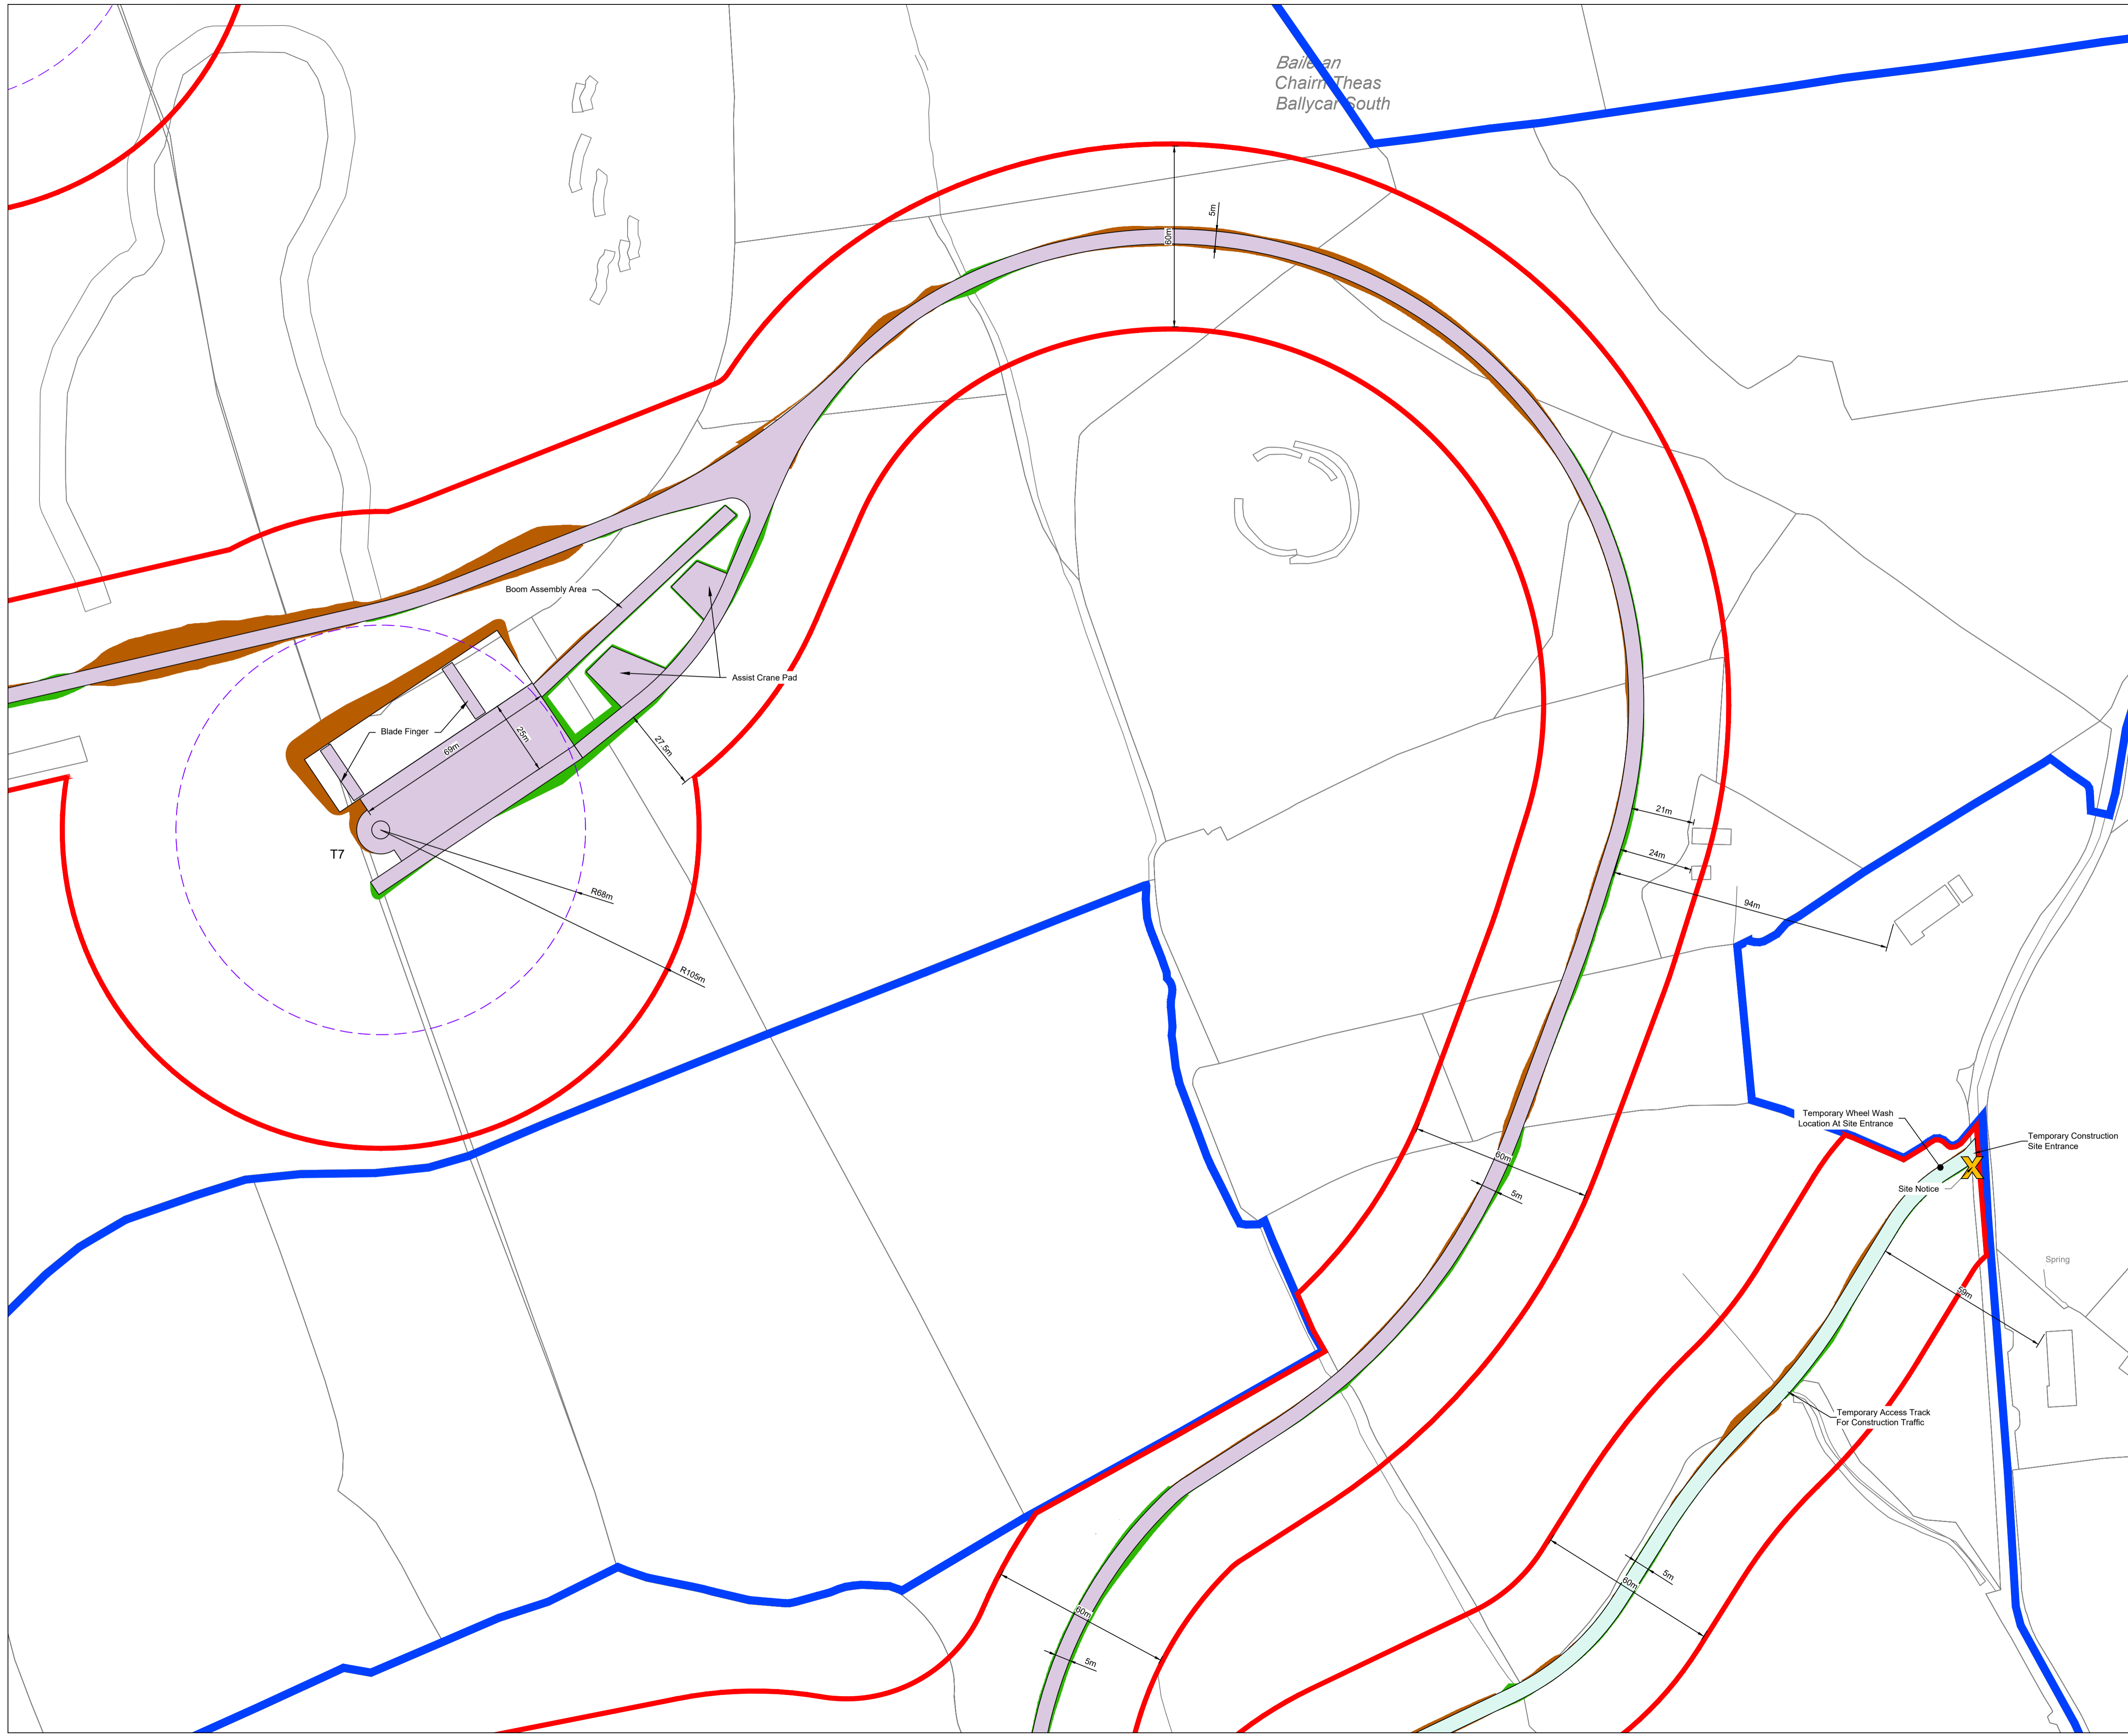 Baile an
Chairn Theas
Ballycar South
5m
60m
Boom Assembly Area
Assist Crane Pad
Blade Finger
69m
25m
27.5m
T7
R68m
R105m
21m
24m
94m
Temporary Wheel Wash
Location At Site Entrance
Temporary Construction
Site Entrance
X
Site Notice
60m
5m
Spring
59m
Temporary Access Track
For Construction Traffic
5m
60m
60m
5m